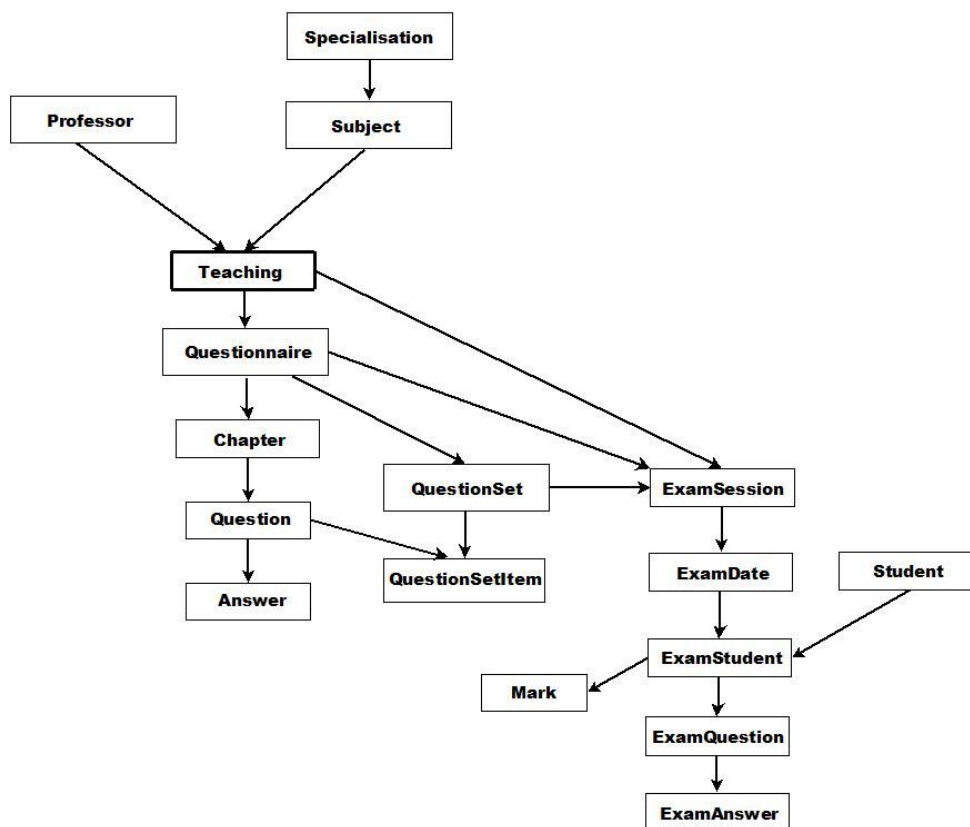 Specialisation
Professor
Subject
Teaching
Questionnaire
Chapter
QuestionSet
ExamSession
Question
QuestionSetItem
ExamDate
Student
Answer
ExamStudent
Mark
ExamQuestion
ExamAnswer